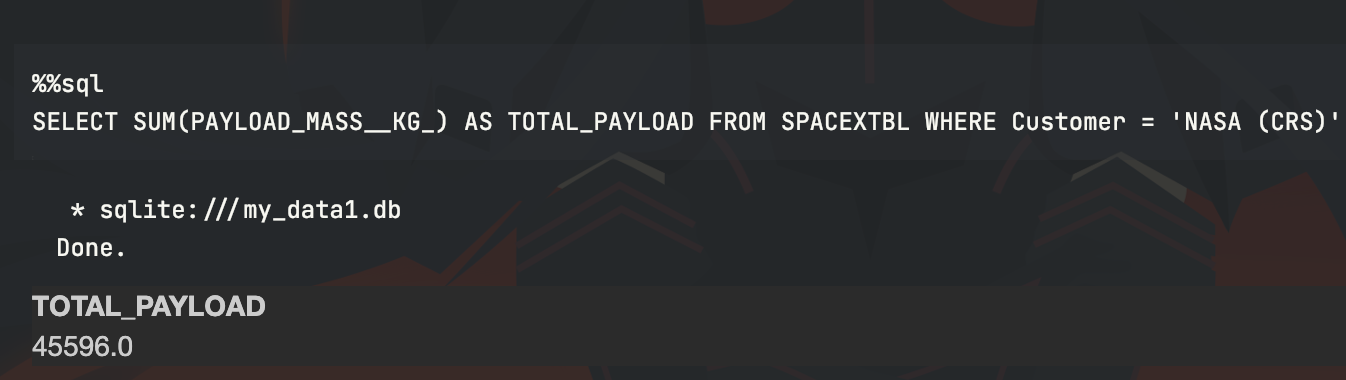 %%sql
SELECT SUM(PAYLOAD_MASS__KG_) AS TOTAL_PAYLOAD FROM SPACEXTBL WHERE Customer = 'NASA (CRS)'
* sqlite:///my_data1.db
Done.
TOTAL_PAYLOAD
45596.0